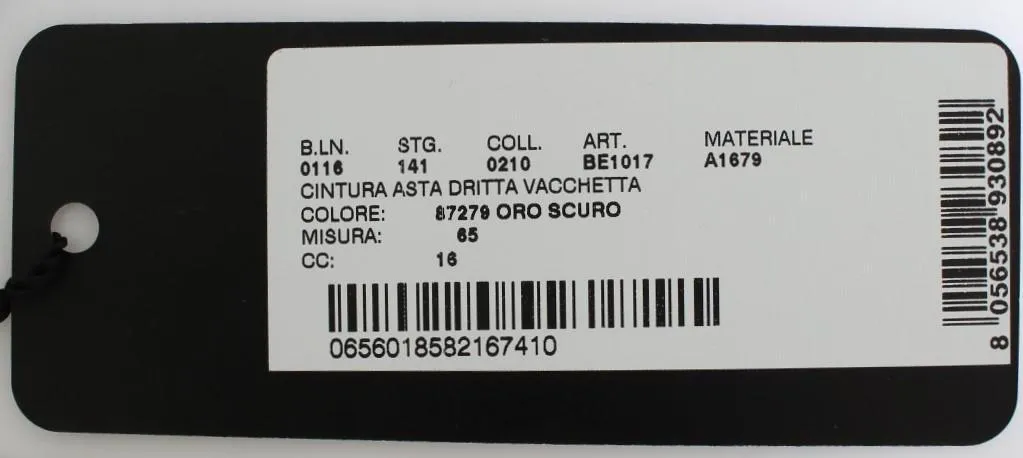 B.LN. STG. COLL. ART. MATERIALE
0116 141 0210 BE1017 A1679
CINTURA ASTA DRITTA VACCHETTA
COLORE: 87279 ORO SCURO
MISURA: 65
CC: 16
0656018582167410
8 056538 930892